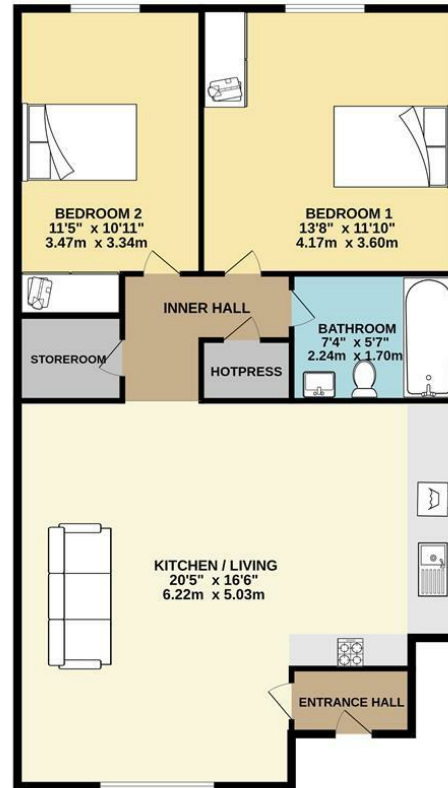 BEDROOM 2
11'5" x 10'11"
3.47m x 3.34m
BEDROOM 1
13'8" x 11'10"
4.17m x 3.60m
INNER HALL
STOREROOM
HOTPRESS
BATHROOM
7'4" x 5'7"
2.24m x 1.70m
KITCHEN / LIVING
20'5" x 16'6"
6.22m x 5.03m
ENTRANCE HALL